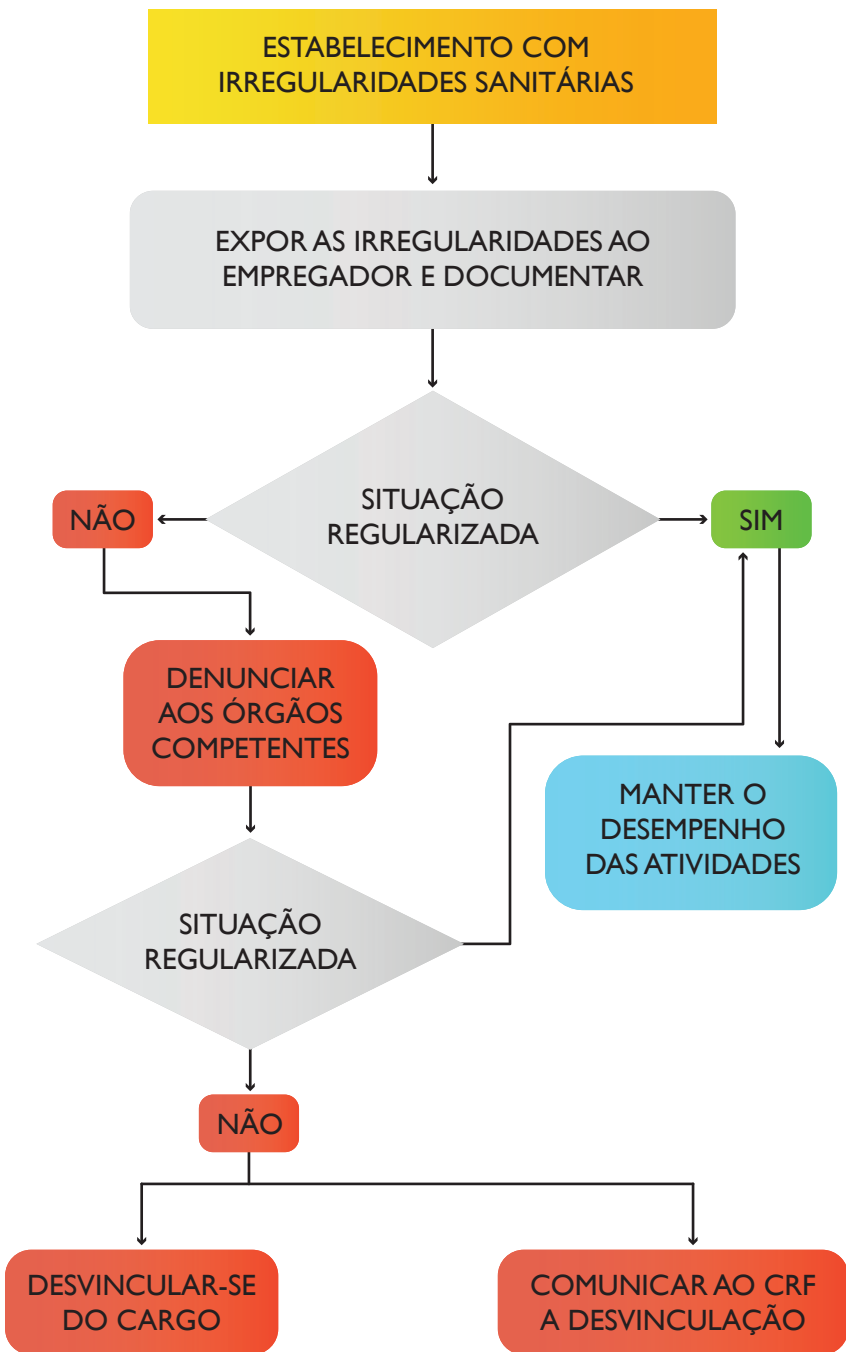 ESTABELECIMENTO COM
IRREGULARIDADES SANITÁRIAS
EXPOR AS IRREGULARIDADES AO
EMPREGADOR E DOCUMENTAR
SITUAÇÃO
REGULARIZADA
NÃO
SIM
DENUNCIAR
AOS ÓRGÃOS
COMPETENTES
MANTER O
DESEMPENHO
DAS ATIVIDADES
SITUAÇÃO
REGULARIZADA
NÃO
DESVINCULAR-SE
DO CARGO
COMUNICAR AO CRF
A DESVINCULAÇÃO